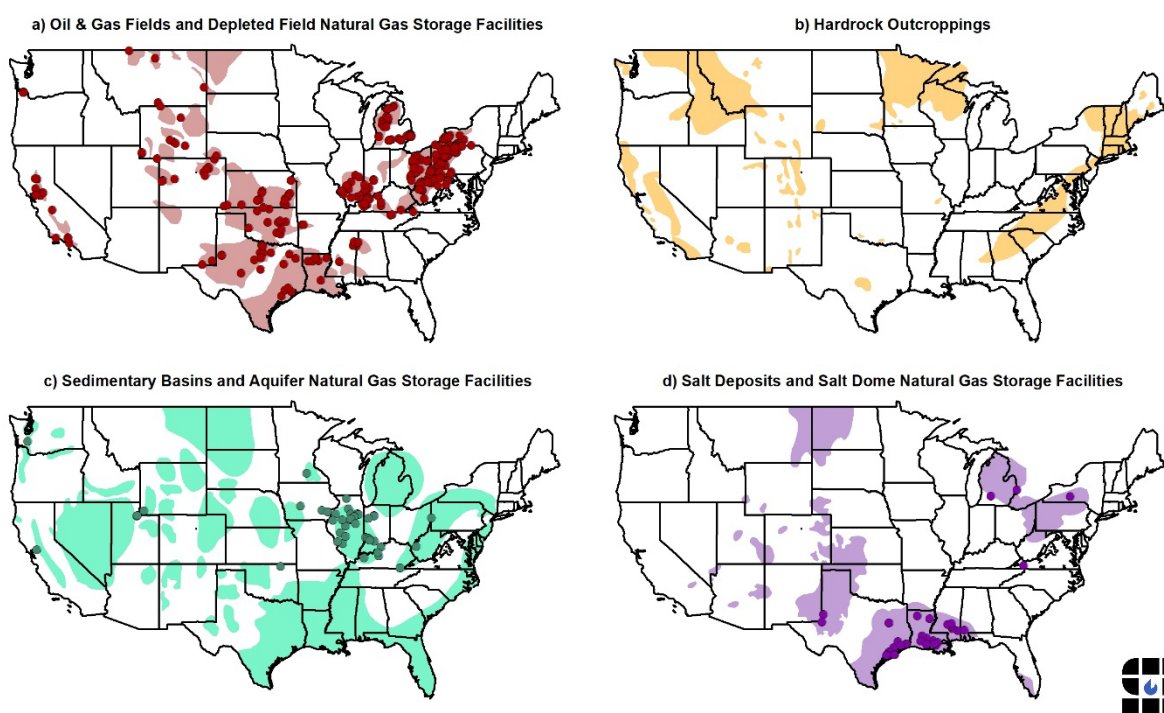 a) Oil & Gas Fields and Depleted Field Natural Gas Storage Facilities
b) Hardrock Outcroppings
c) Sedimentary Basins and Aquifer Natural Gas Storage Facilities
d) Salt Deposits and Salt Dome Natural Gas Storage Facilities